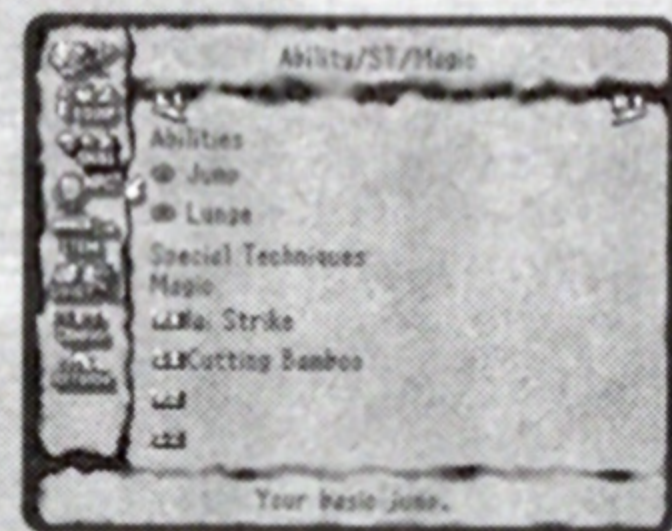 Ability/ST/Magic
Abilities
Jump
Lunge
Special Techniques
Magic
Strike
Cutting Bamboo
Your basic jump.